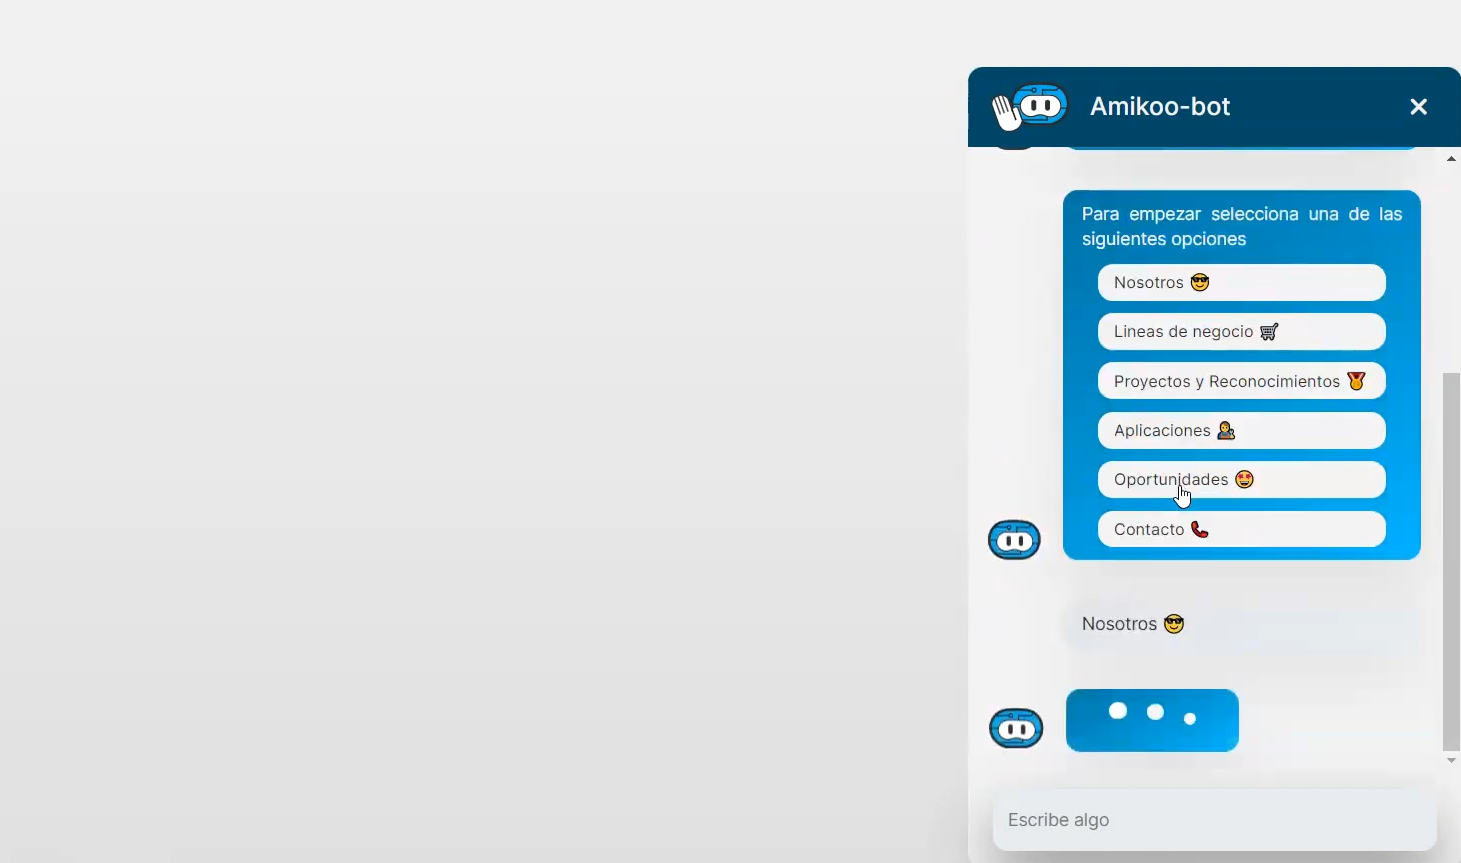 Amikoo-bot
Para empezar selecciona una de las
siguientes opciones
Nosotros 😎
Lineas de negocio 🛒
Proyectos y Reconocimientos 🏅
Aplicaciones 👩‍🎨
Oportunidades 🤩
Contacto 📞
Nosotros 😎
Escribe algo